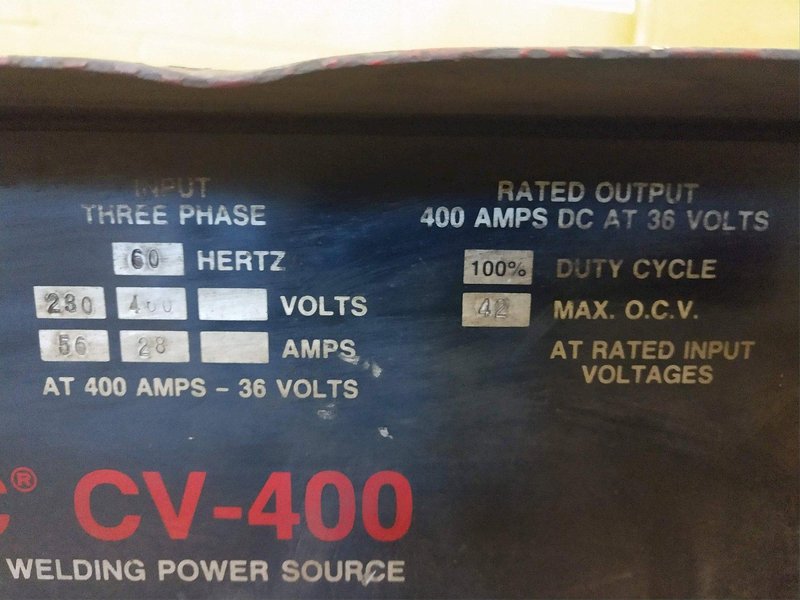 INPUT
THREE PHASE
60 HERTZ
230 460 VOLTS
56 28 AMPS
AT 400 AMPS - 36 VOLTS
RATED OUTPUT
400 AMPS DC AT 36 VOLTS
100% DUTY CYCLE
42 MAX. O.C.V.
AT RATED INPUT
VOLTAGES
C® CV-400
WELDING POWER SOURCE